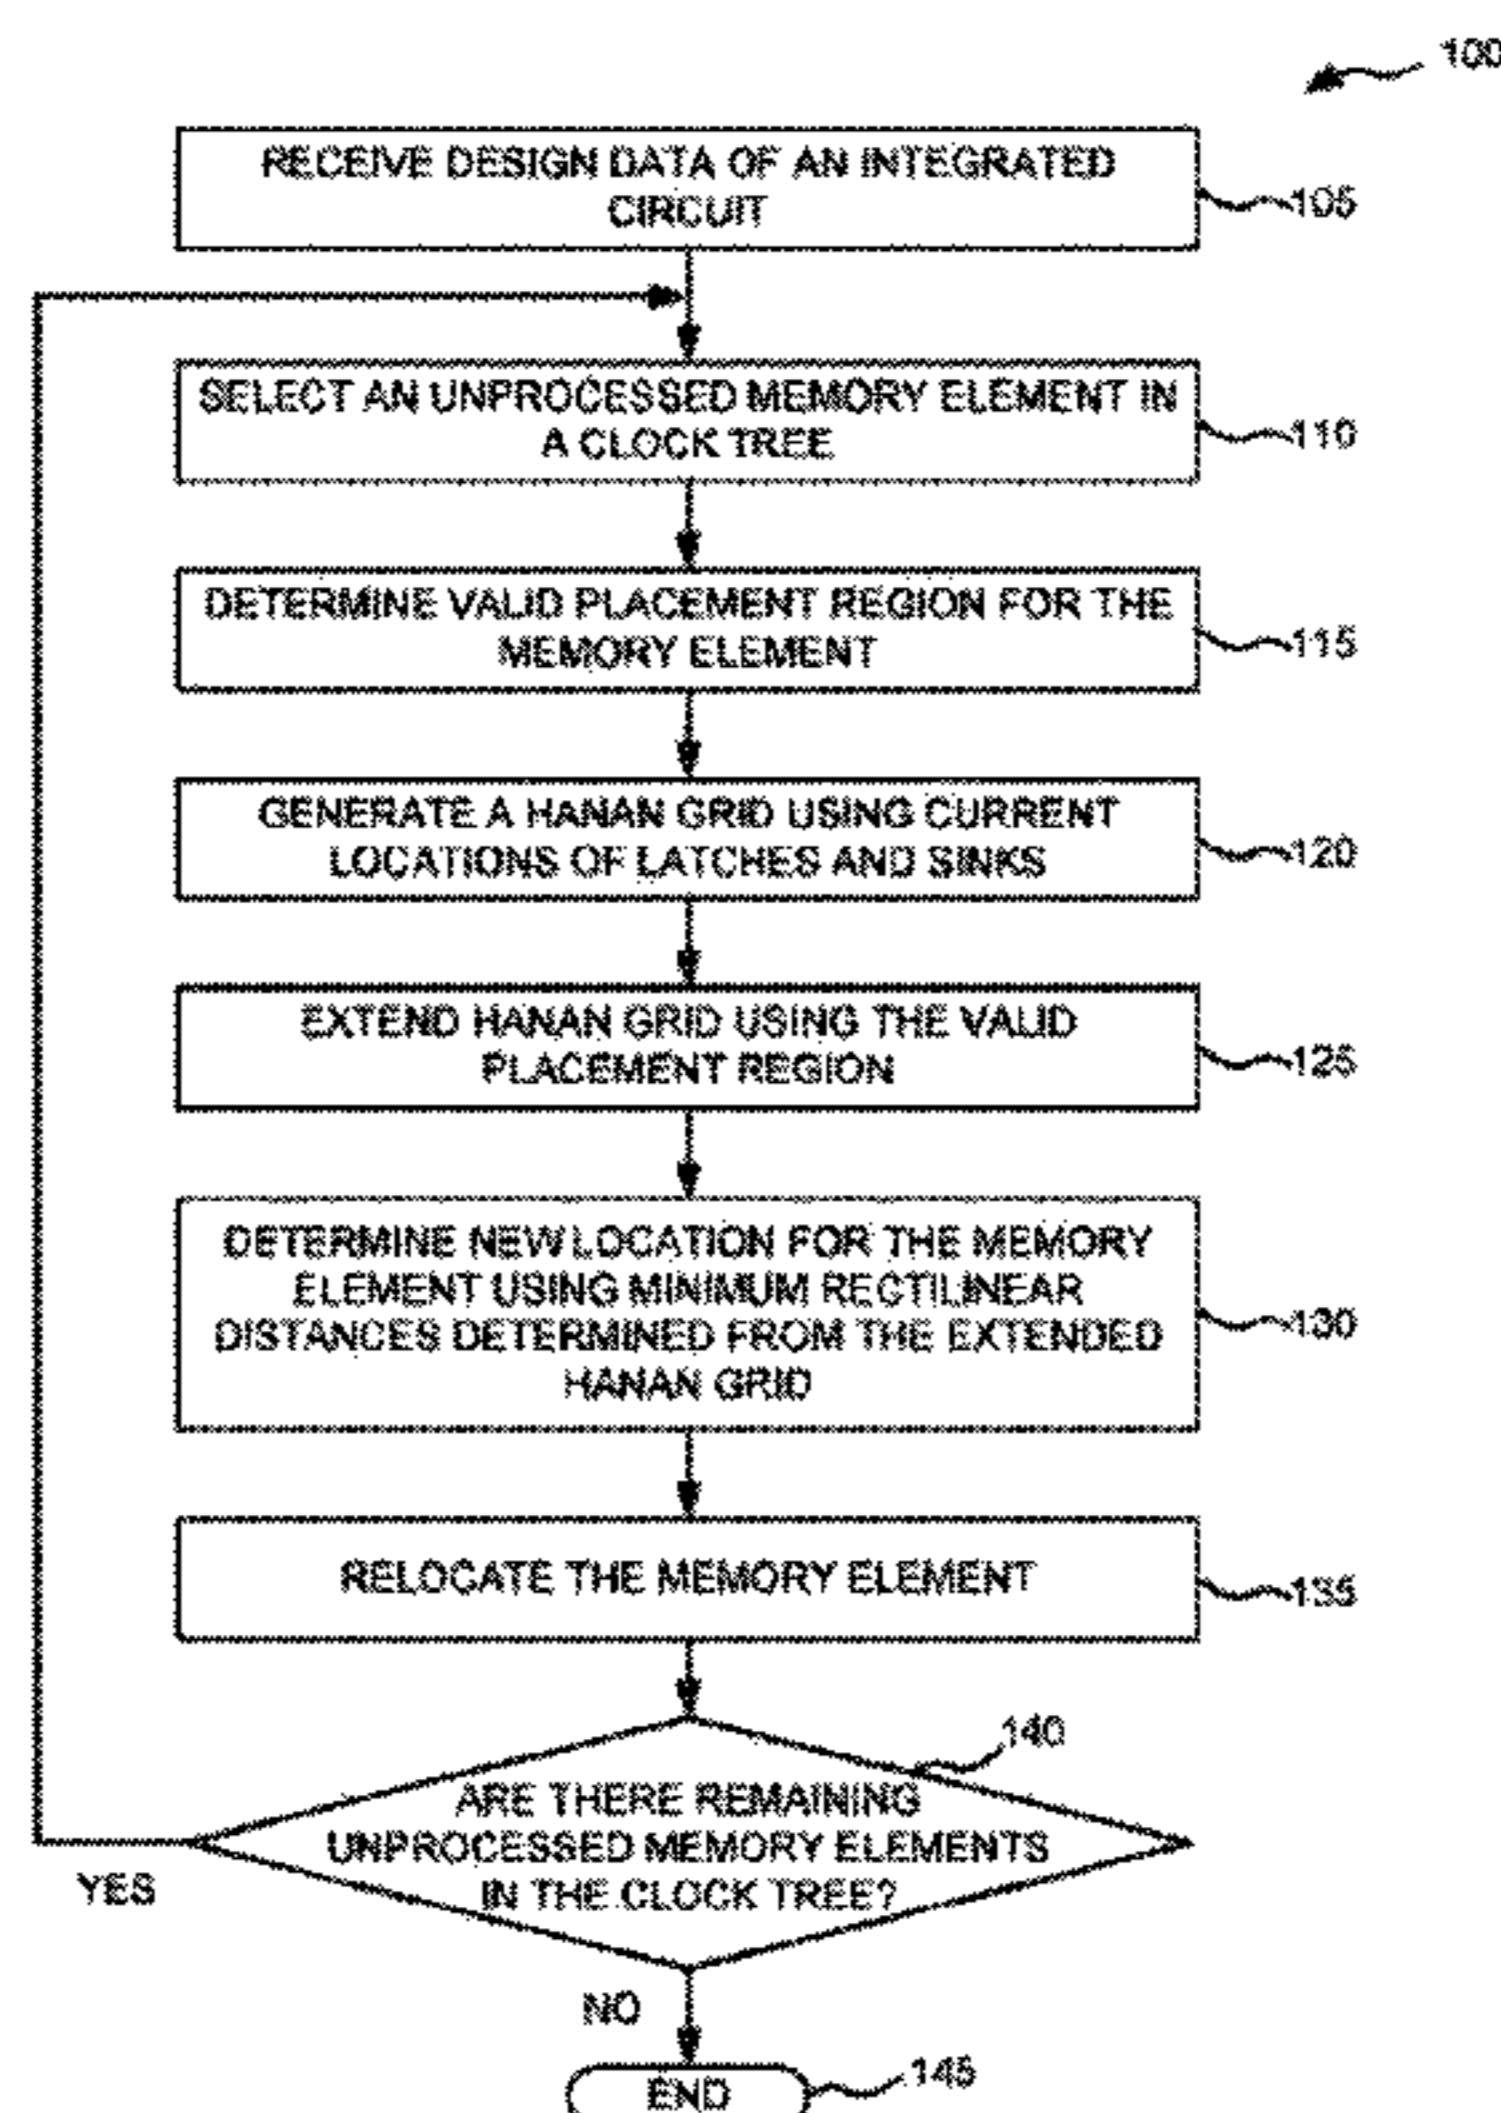 100
RECEIVE DESIGN DATA OF AN INTEGRATED
CIRCUIT
105
SELECT AN UNPROCESSED MEMORY ELEMENT IN
A CLOCK TREE
110
DETERMINE VALID PLACEMENT REGION FOR THE
MEMORY ELEMENT
115
GENERATE A HANAN GRID USING CURRENT
LOCATIONS OF LATCHES AND SINKS
120
EXTEND HANAN GRID USING THE VALID
PLACEMENT REGION
125
DETERMINE NEW LOCATION FOR THE MEMORY
ELEMENT USING MINIMUM RECTILINEAR
DISTANCES DETERMINED FROM THE EXTENDED
HANAN GRID
130
RELOCATE THE MEMORY ELEMENT
135
140
ARE THERE REMAINING
UNPROCESSED MEMORY ELEMENTS
IN THE CLOCK TREE?
YES
NO
END
145